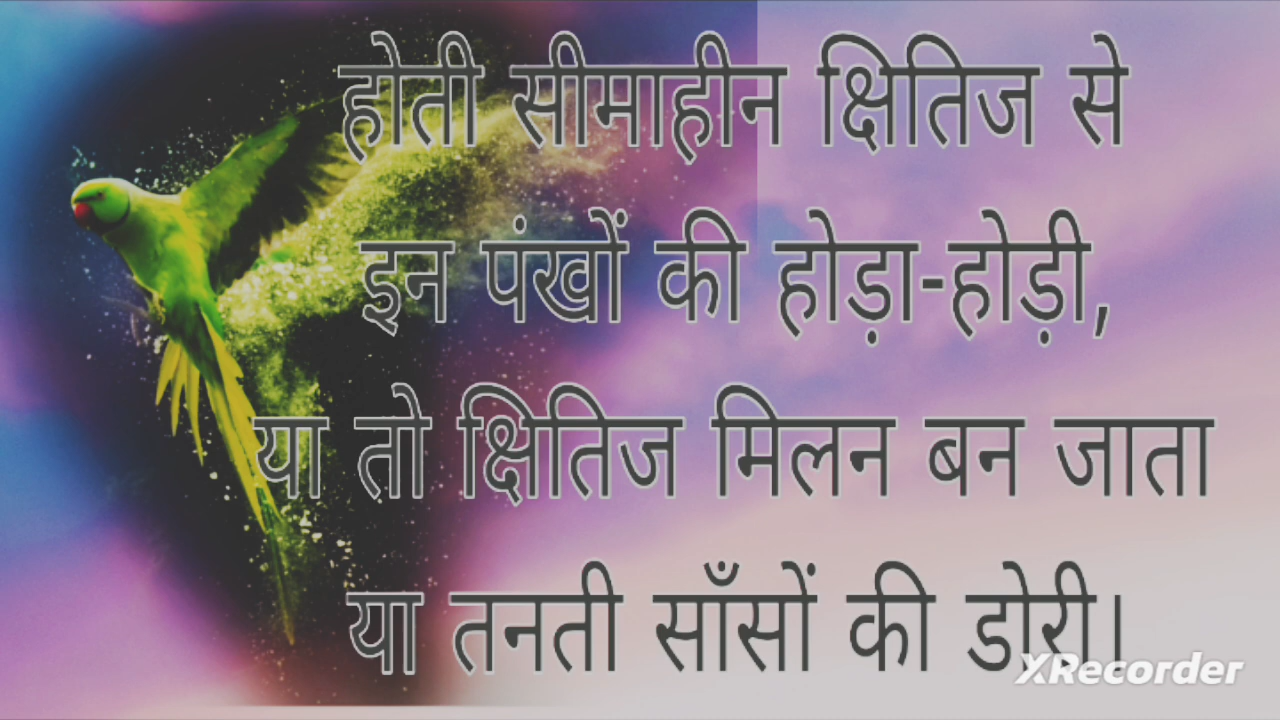 होती सीमाहीन क्षितिज से
इन पंखों की होड़ा-होड़ी,
या तो क्षितिज मिलन बन जाता
या तनती साँसों की डोरी।
XRecorder